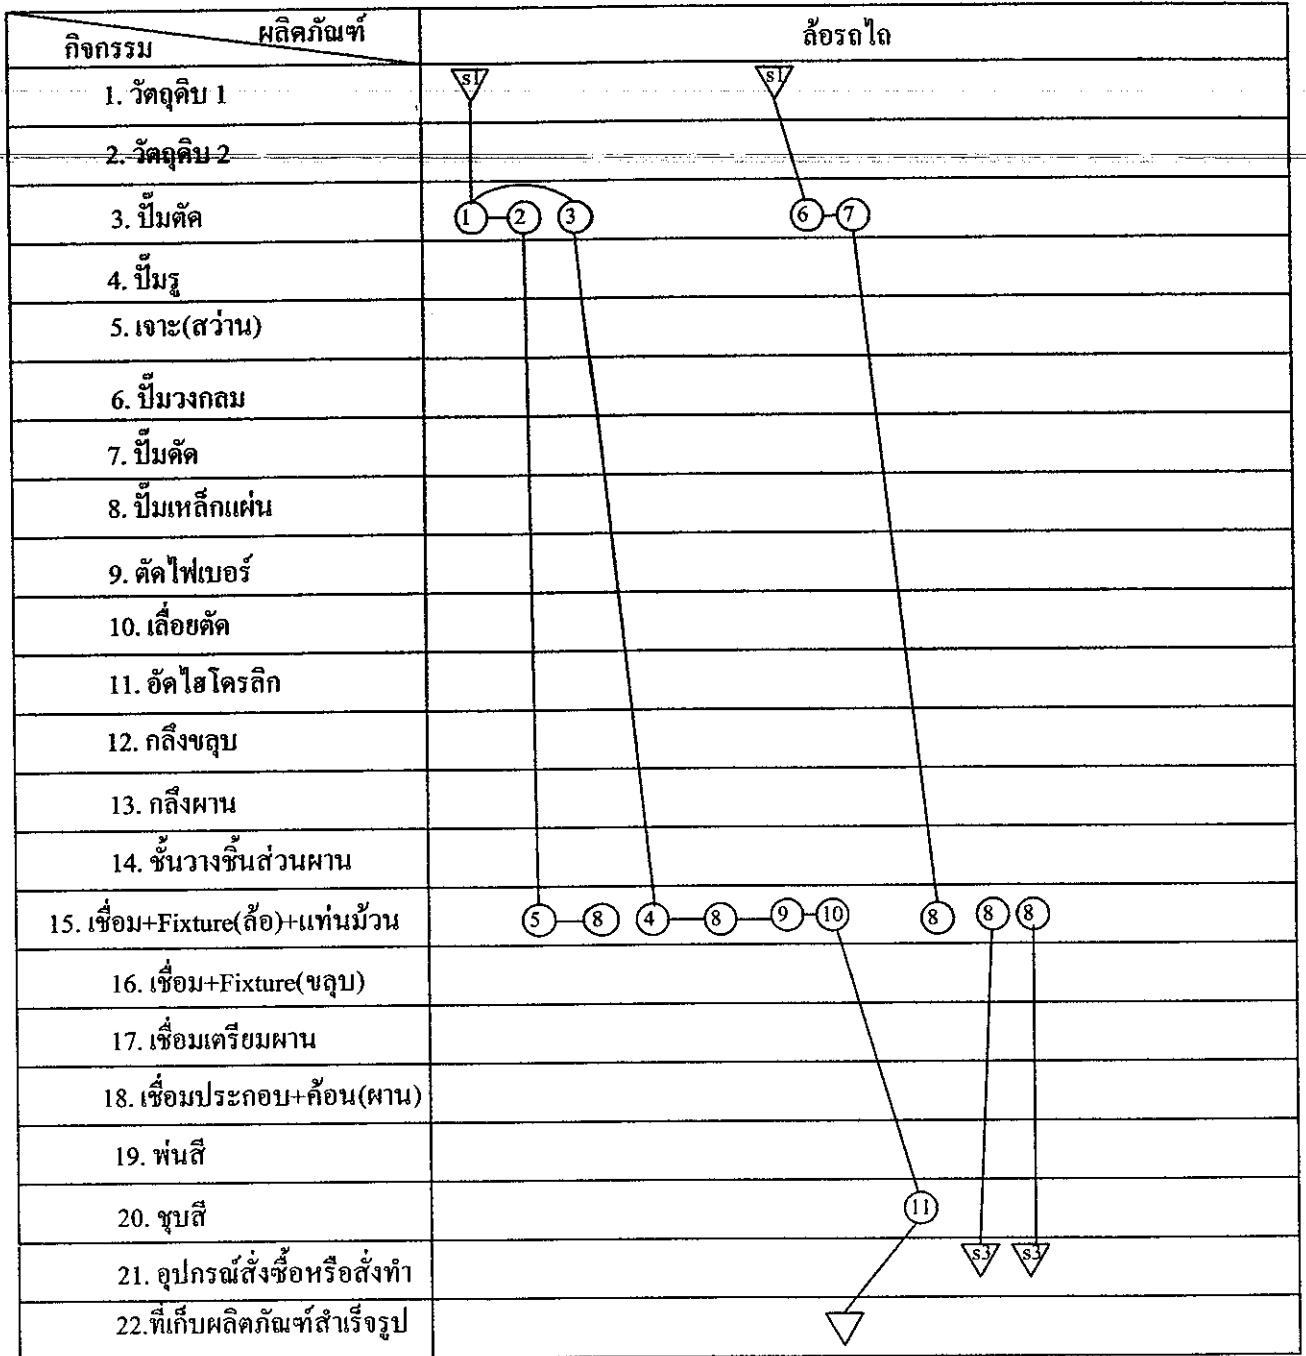 ผลิตภัณฑ์
กิจกรรม
ล้อรถไถ
1. วัตถุดิบ 1
s1 s1
2. วัตถุดิบ 2
3. ปั๊มตัด
1 2 3 6 7
4. ปั๊มรู
5. เจาะ(สว่าน)
6. ปั๊มวงกลม
7. ปั๊มดัด
8. ปั๊มเหล็กแผ่น
9. ตัดไฟเบอร์
10. เลื่อยตัด
11. อัดไฮโดรลิก
12. กลึงขลุบ
13. กลึงผาน
14. ชั้นวางชิ้นส่วนผาน
15. เชื่อม+Fixture(ล้อ)+แท่นม้วน
5 8 4 8 9 10 8 8 8
16. เชื่อม+Fixture(ขลุบ)
17. เชื่อมเตรียมผาน
18. เชื่อมประกอบ+ค้อน(ผาน)
19. พ่นสี
20. ชุบสี
11
21. อุปกรณ์สั่งซื้อหรือสั่งทำ
s3 s3
22.ที่เก็บผลิตภัณฑ์สำเร็จรูป